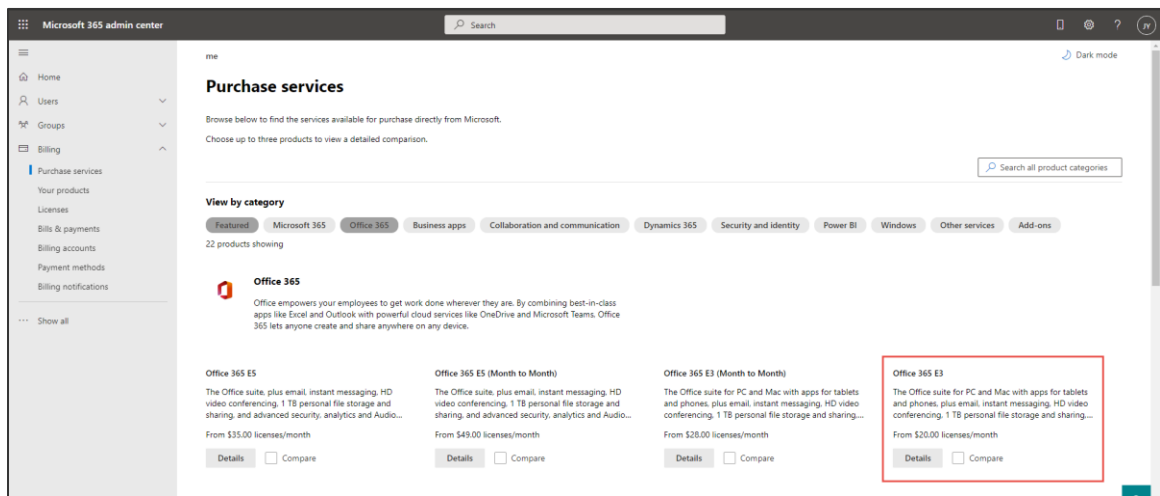 Microsoft 365 admin center
Search
?
JV
me
Dark mode
Home
Users
Groups
Billing
Purchase services
Your products
Licenses
Bills & payments
Billing accounts
Payment methods
Billing notifications
Show all
Purchase services
Browse below to find the services available for purchase directly from Microsoft.
Choose up to three products to view a detailed comparison.
Search all product categories
View by category
Featured Microsoft 365 Office 365 Business apps Collaboration and communication Dynamics 365 Security and identity Power BI Windows Other services Add-ons
22 products showing
Office 365
Office empowers your employees to get work done wherever they are. By combining best-in-class
apps like Excel and Outlook with powerful cloud services like OneDrive and Microsoft Teams, Office
365 lets anyone create and share anywhere on any device.
Office 365 E5
The Office suite, plus email, instant messaging, HD
video conferencing, 1 TB personal file storage and
sharing, and advanced security, analytics and Audio...
From $35.00 licenses/month
Details Compare
Office 365 E5 (Month to Month)
The Office suite, plus email, instant messaging, HD
video conferencing, 1 TB personal file storage and
sharing, and advanced security, analytics and Audio...
From $49.00 licenses/month
Details Compare
Office 365 E3 (Month to Month)
The Office suite for PC and Mac with apps for tablets
and phones, plus email, instant messaging, HD video
conferencing, 1 TB personal file storage and sharing,...
From $28.00 licenses/month
Details Compare
Office 365 E3
The Office suite for PC and Mac with apps for tablets
and phones, plus email, instant messaging, HD video
conferencing, 1 TB personal file storage and sharing,...
From $20.00 licenses/month
Details Compare